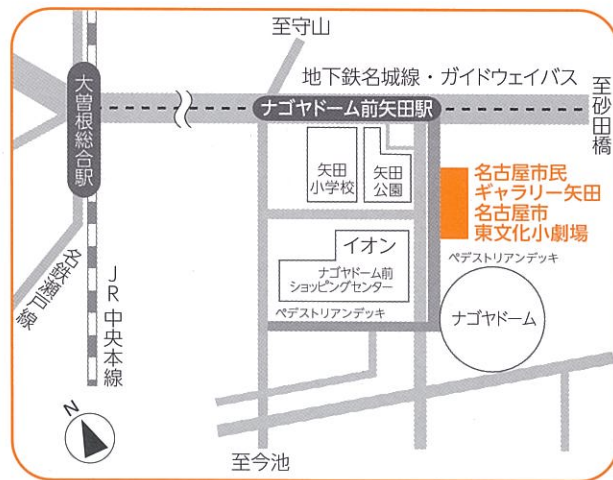 至守山
地下鉄名城線・ガイドウェイバス
至砂田橋
大曽根総合駅
ナゴヤドーム前矢田駅
矢田
小学校
矢田
公園
名古屋市民
ギャラリー矢田
名古屋市
東文化小劇場
ペデストリアンデッキ
イオン
ナゴヤドーム前
ショッピングセンター
ペデストリアンデッキ
ナゴヤドーム
名鉄瀬戸線
JR中央本線
N
至今池